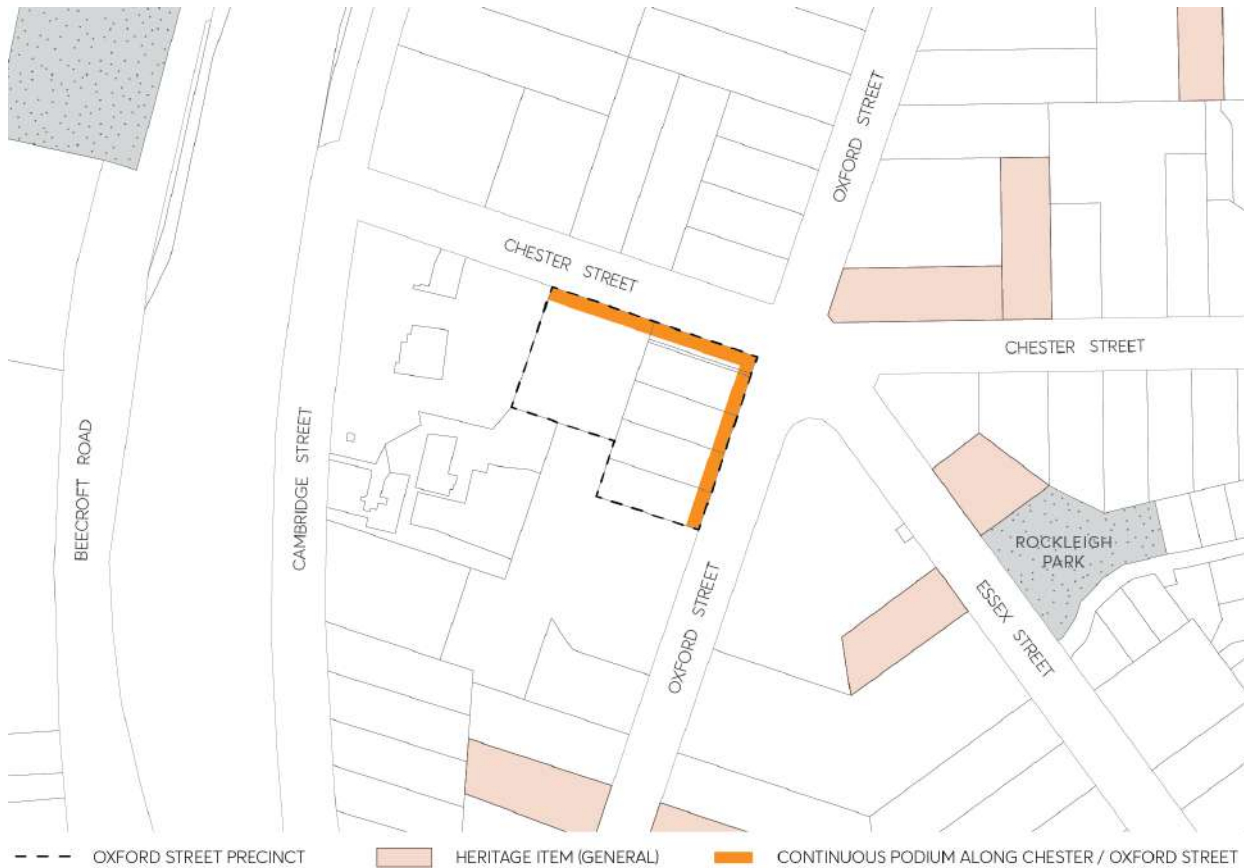 OXFORD STREET
CHESTER STREET
CHESTER STREET
BEECROFT ROAD
CAMBRIDGE STREET
ROCKLEIGH
PARK
ESSEX STREET
OXFORD STREET
OXFORD STREET PRECINCT
HERITAGE ITEM (GENERAL)
CONTINUOUS PODIUM ALONG CHESTER / OXFORD STREET